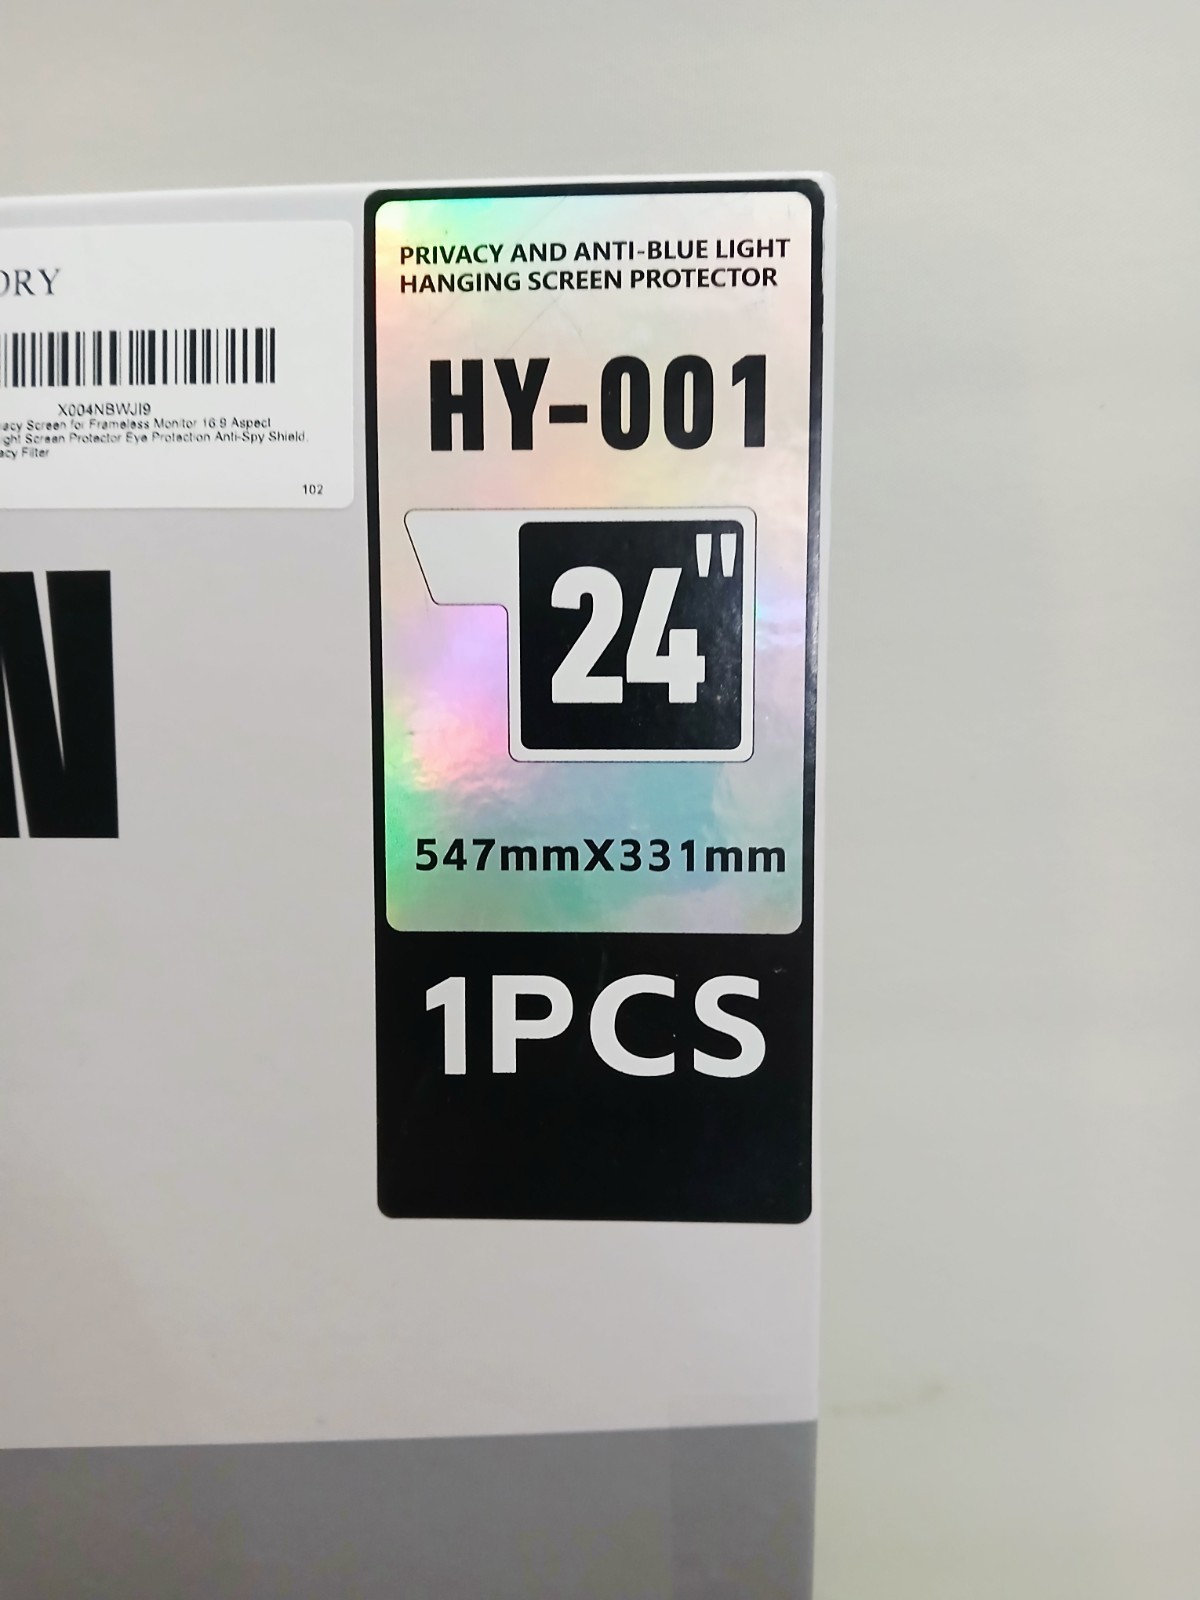 ORY
X004NBWJI9
acy Screen for Frameless Monitor 16:9 Aspect
ght Screen Protector Eye Protection Anti-Spy Shield,
acy Filter
102
N
PRIVACY AND ANTI-BLUE LIGHT
HANGING SCREEN PROTECTOR
HY-001
24"
547mmX331mm
1PCS